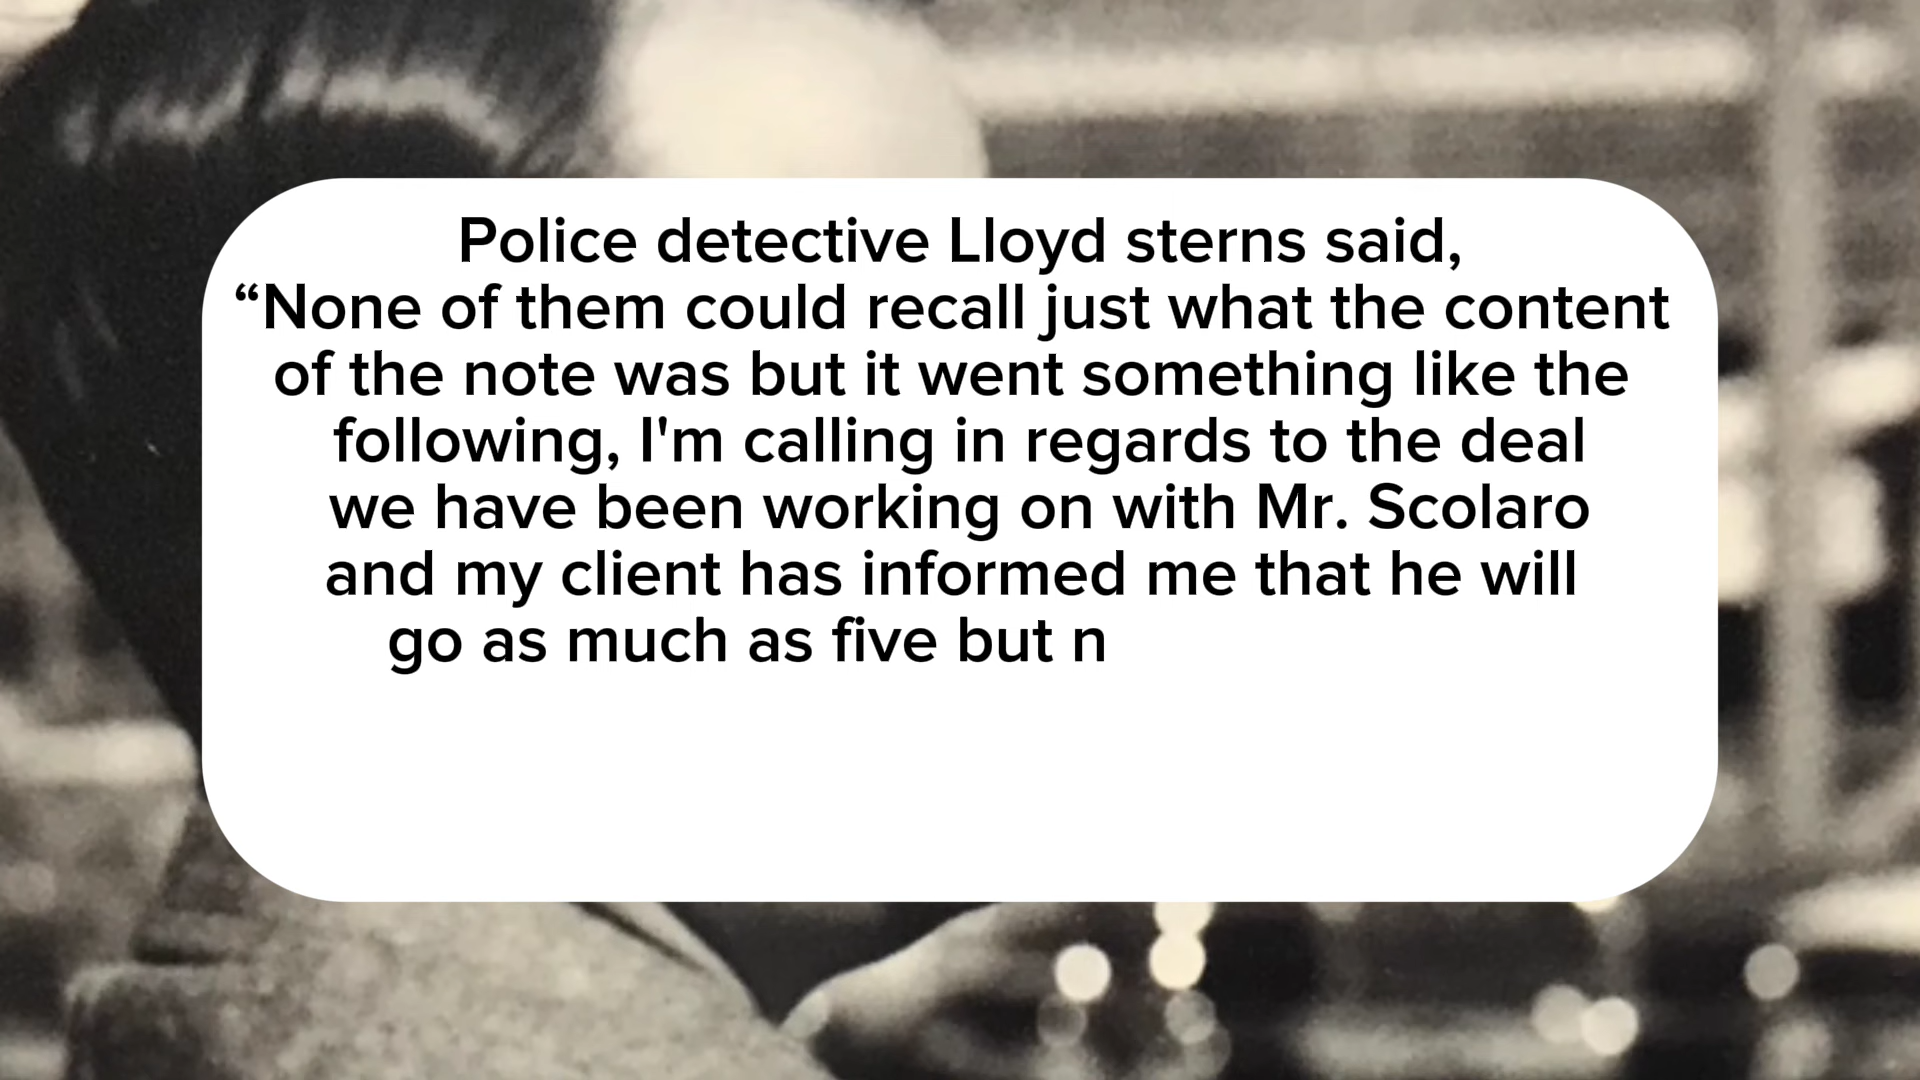 Police detective Lloyd sterns said,
“None of them could recall just what the content
of the note was but it went something like the
following, I'm calling in regards to the deal
we have been working on with Mr. Scolaro
and my client has informed me that he will
go as much as five but n